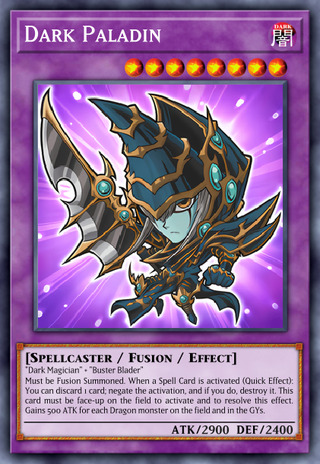 Dark Paladin
DARK
闇
[Spellcaster / Fusion / Effect]
"Dark Magician" + "Buster Blader"
Must be Fusion Summoned. When a Spell Card is activated (Quick Effect):
You can discard 1 card; negate the activation, and if you do, destroy it. This
card must be face-up on the field to activate and to resolve this effect.
Gains 500 ATK for each Dragon monster on the field and in the GYs.
ATK/2900 DEF/2400